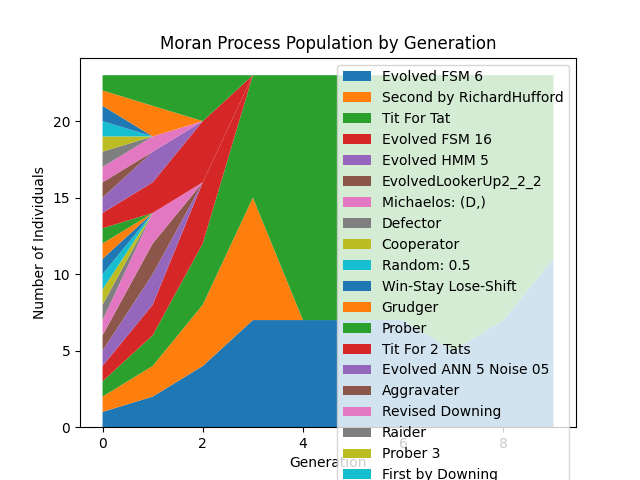 Moran Process Population by Generation
Number of Individuals
20
15
10
5
0
0
2
4
6
8
Generation
Evolved FSM 6
Second by RichardHufford
Tit For Tat
Evolved FSM 16
Evolved HMM 5
EvolvedLookerUp2_2_2
Michaelos: (D,)
Defector
Cooperator
Random: 0.5
Win-Stay Lose-Shift
Grudger
Prober
Tit For 2 Tats
Evolved ANN 5 Noise 05
Aggravater
Revised Downing
Raider
Prober 3
First by Downing